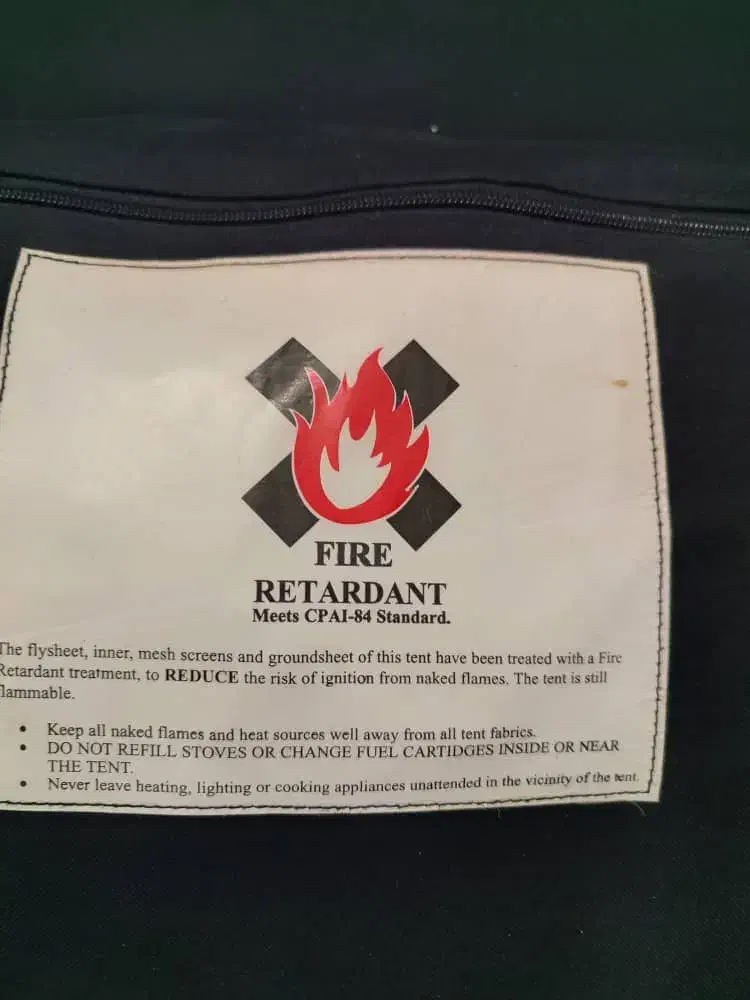 FIRE
RETARDANT
Meets CPAI-84 Standard.
The flysheet, inner, mesh screens and groundsheet of this tent have been treated with a Fire
Retardant treatment, to REDUCE the risk of ignition from naked flames. The tent is still
flammable.
• Keep all naked flames and heat sources well away from all tent fabrics.
• DO NOT REFILL STOVES OR CHANGE FUEL CARTIDGES INSIDE OR NEAR
THE TENT.
• Never leave heating, lighting or cooking appliances unattended in the vicinity of the tent.